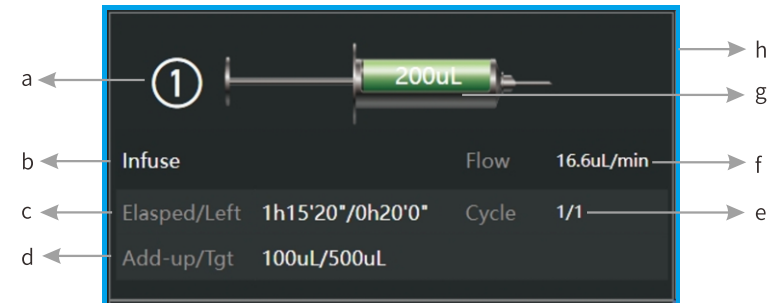 a ① 200uL h
g
b Infuse Flow 16.6uL/min f
c Elasped/Left 1h15'20"/0h20'0" Cycle 1/1 e
d Add-up/Tgt 100uL/500uL